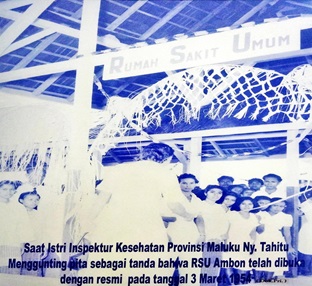 RUMAH SAKIT UMUM
Saat Istri Inspektur Kesehatan Provinsi Maluku Ny. Tahitu
Menggunting pita sebagai tanda bahwa RSU Ambon telah dibuka
dengan resmi pada tanggal 3 Maret 1954